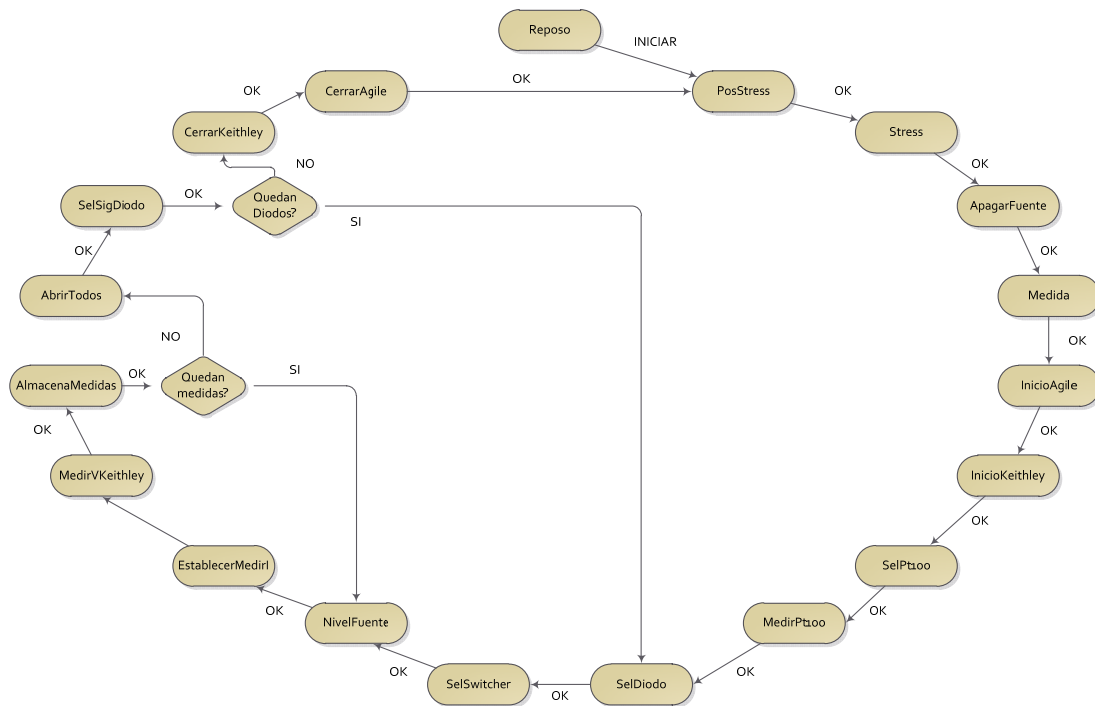 Reposo
INICIAR
CerrarAgile
OK
PosStress
OK
OK
CerrarKeithley
Stress
NO
OK
SelSigDiodo
OK
Quedan
Diodos?
SI
ApagarFuente
OK
OK
AbrirTodos
Medida
NO
OK
AlmacenaMedidas
OK
Quedan
medidas?
SI
InicioAgile
OK
OK
MedirVKeithley
InicioKeithley
OK
EstablecerMedirI
SelPt100
OK
OK
NivelFuente
MedirPt100
OK
OK
SelSwitcher
OK
SelDiodo